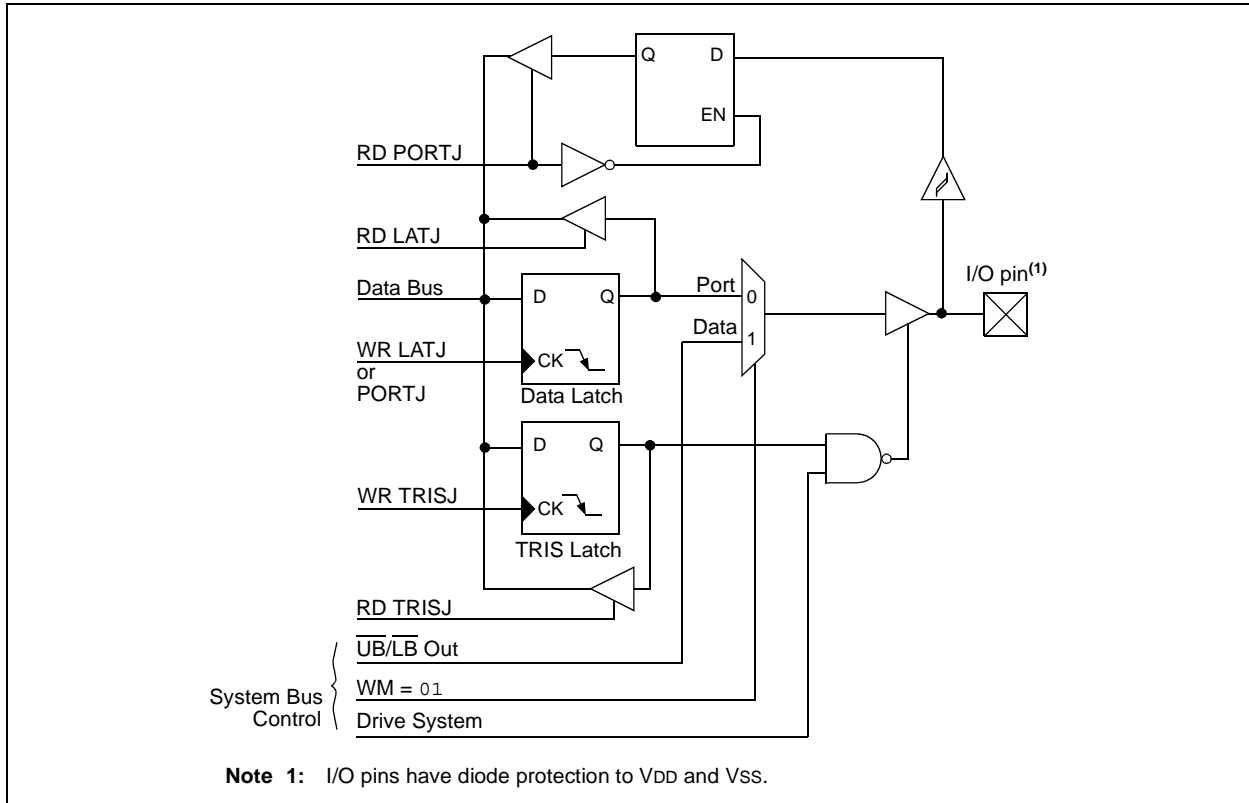 Q D
EN
RD PORTJ
RD LATJ
Data Bus
D Q
Port
0
I/O pin(1)
Data
1
WR LATJ
or
PORTJ
CK
Data Latch
D Q
WR TRISJ
CK
TRIS Latch
RD TRISJ
U̅B̅/L̅B̅ Out
WM = 01
System Bus
Control
Drive System
Note 1: I/O pins have diode protection to VDD and VSS.